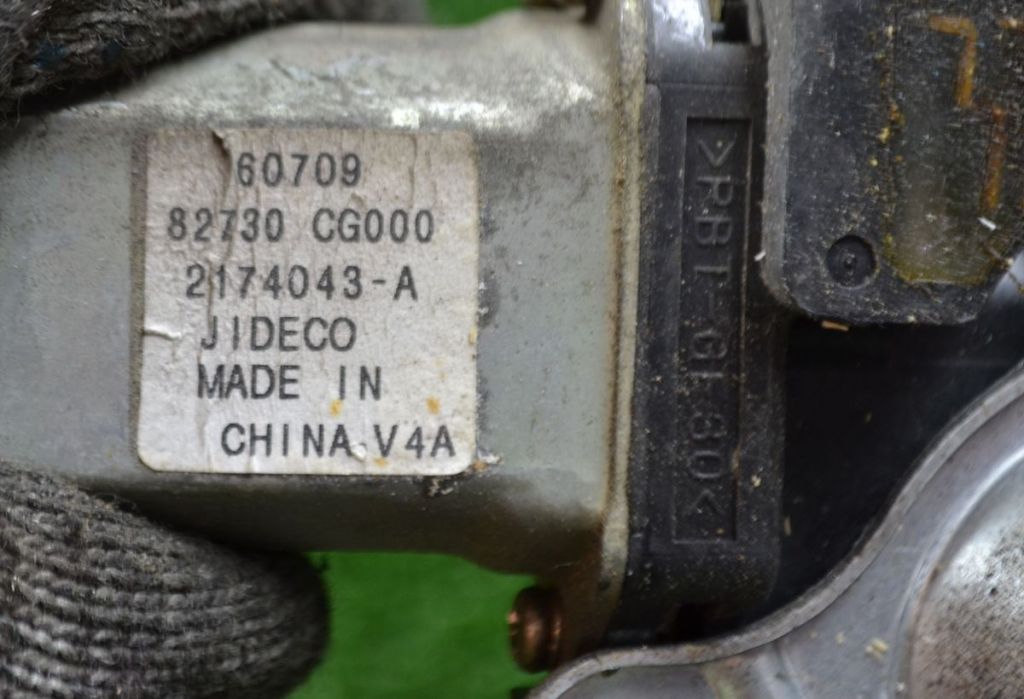 60709
82730 CG000
2174043-A
JIDECO
MADE IN
CHINA V4A
>PBT-GF30<